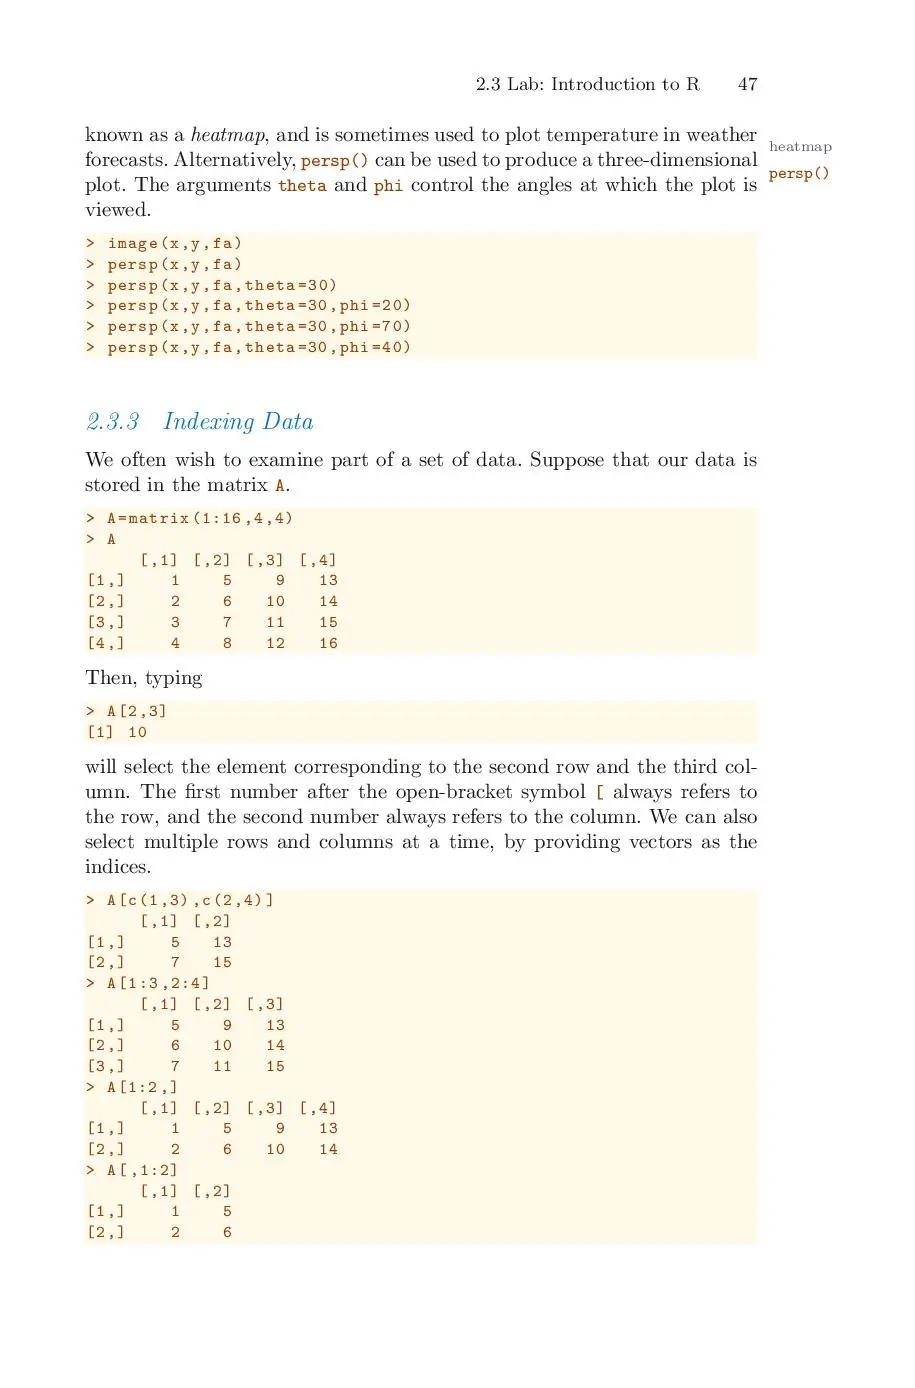 2.3 Lab: Introduction to R 47
known as a heatmap, and is sometimes used to plot temperature in weather
heatmap
forecasts. Alternatively, persp() can be used to produce a three-dimensional
persp()
plot. The arguments theta and phi control the angles at which the plot is
viewed.
> image(x,y,fa)
> persp(x,y,fa)
> persp(x,y,fa,theta=30)
> persp(x,y,fa,theta=30,phi=20)
> persp(x,y,fa,theta=30,phi=70)
> persp(x,y,fa,theta=30,phi=40)
2.3.3 Indexing Data
We often wish to examine part of a set of data. Suppose that our data is
stored in the matrix A.
> A=matrix(1:16,4,4)
> A
[,1] [,2] [,3] [,4]
[1,] 1 5 9 13
[2,] 2 6 10 14
[3,] 3 7 11 15
[4,] 4 8 12 16
Then, typing
> A[2,3]
[1] 10
will select the element corresponding to the second row and the third col-
umn. The first number after the open-bracket symbol [ always refers to
the row, and the second number always refers to the column. We can also
select multiple rows and columns at a time, by providing vectors as the
indices.
> A[c(1,3),c(2,4)]
[,1] [,2]
[1,] 5 13
[2,] 7 15
> A[1:3,2:4]
[,1] [,2] [,3]
[1,] 5 9 13
[2,] 6 10 14
[3,] 7 11 15
> A[1:2,]
[,1] [,2] [,3] [,4]
[1,] 1 5 9 13
[2,] 2 6 10 14
> A[,1:2]
[,1] [,2]
[1,] 1 5
[2,] 2 6